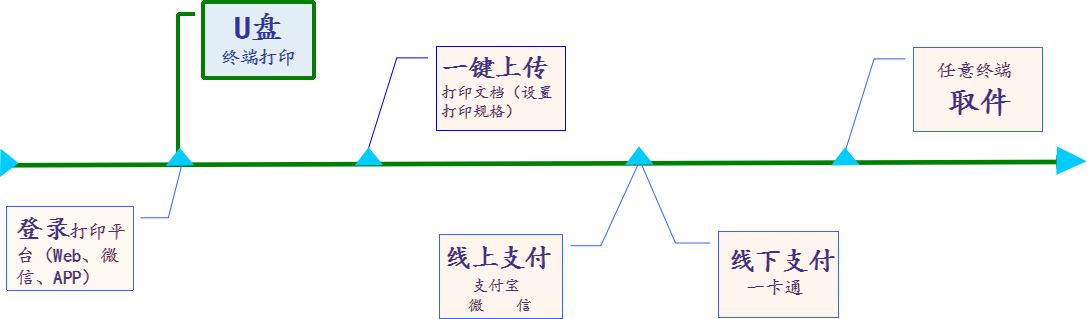 U盘
终端打印
一键上传
打印文档（设置
打印规格）
任意终端
取件
登录打印平
台（Web、微
信、APP）
线上支付
支付宝
微 信
线下支付
一卡通